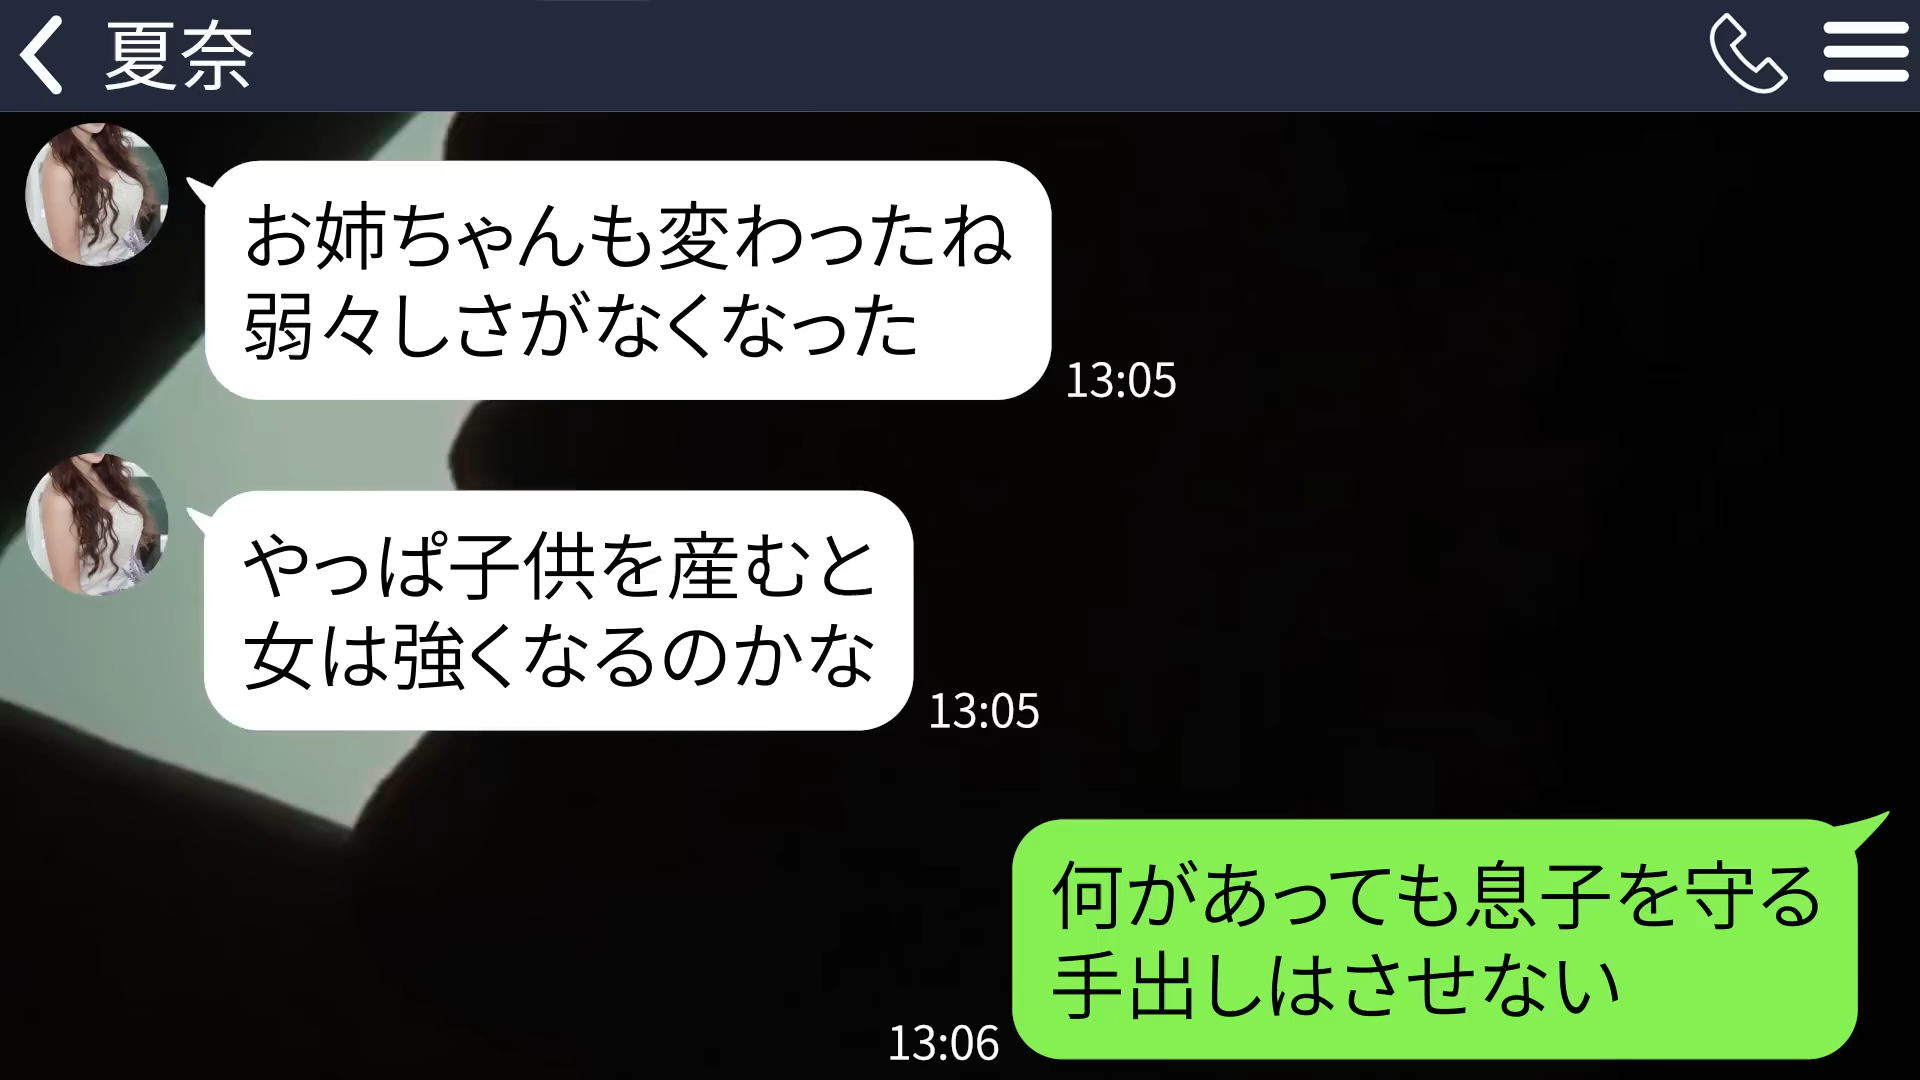 夏奈
お姉ちゃんも変わったね
弱々しさがなくなった
13:05
やっぱ子供を産むと
女は強くなるのかな
13:05
何があっても息子を守る
手出しはさせない
13:06